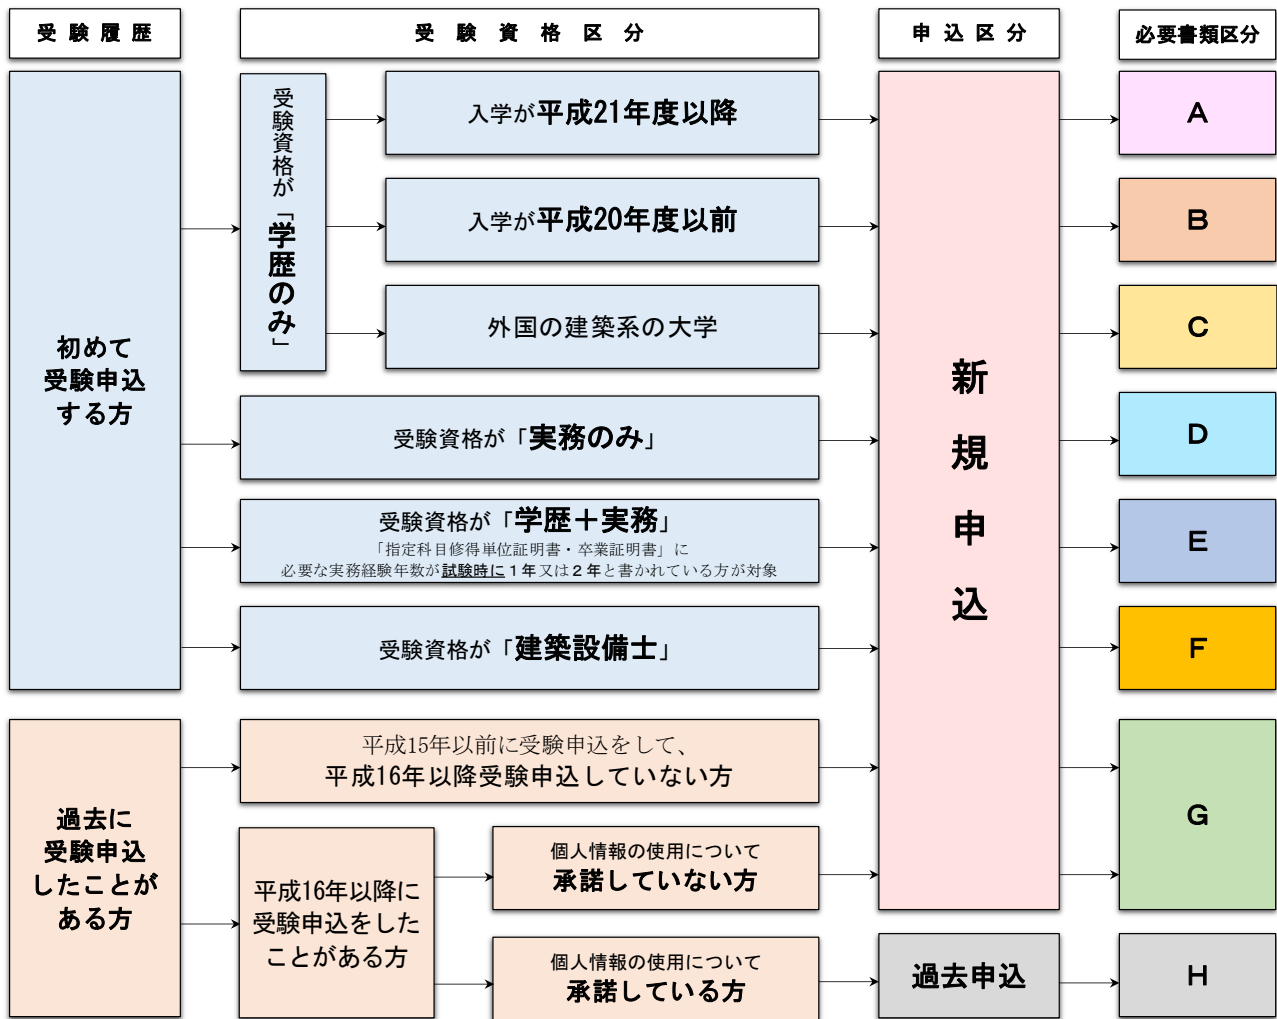 受験履歴
受験資格区分
申込区分
必要書類区分
初めて
受験申込
する方
受験資格が「学歴のみ」
入学が平成21年度以降
入学が平成20年度以前
外国の建築系の大学
受験資格が「実務のみ」
受験資格が「学歴＋実務」
「指定科目修得単位証明書・卒業証明書」に
必要な実務経験年数が試験時に１年又は２年と書かれている方が対象
受験資格が「建築設備士」
新規申込
A
B
C
D
E
F
過去に
受験申込
したことが
ある方
平成15年以前に受験申込をして、
平成16年以降受験申込していない方
平成16年以降に
受験申込をした
ことがある方
個人情報の使用について
承諾していない方
個人情報の使用について
承諾している方
過去申込
G
H